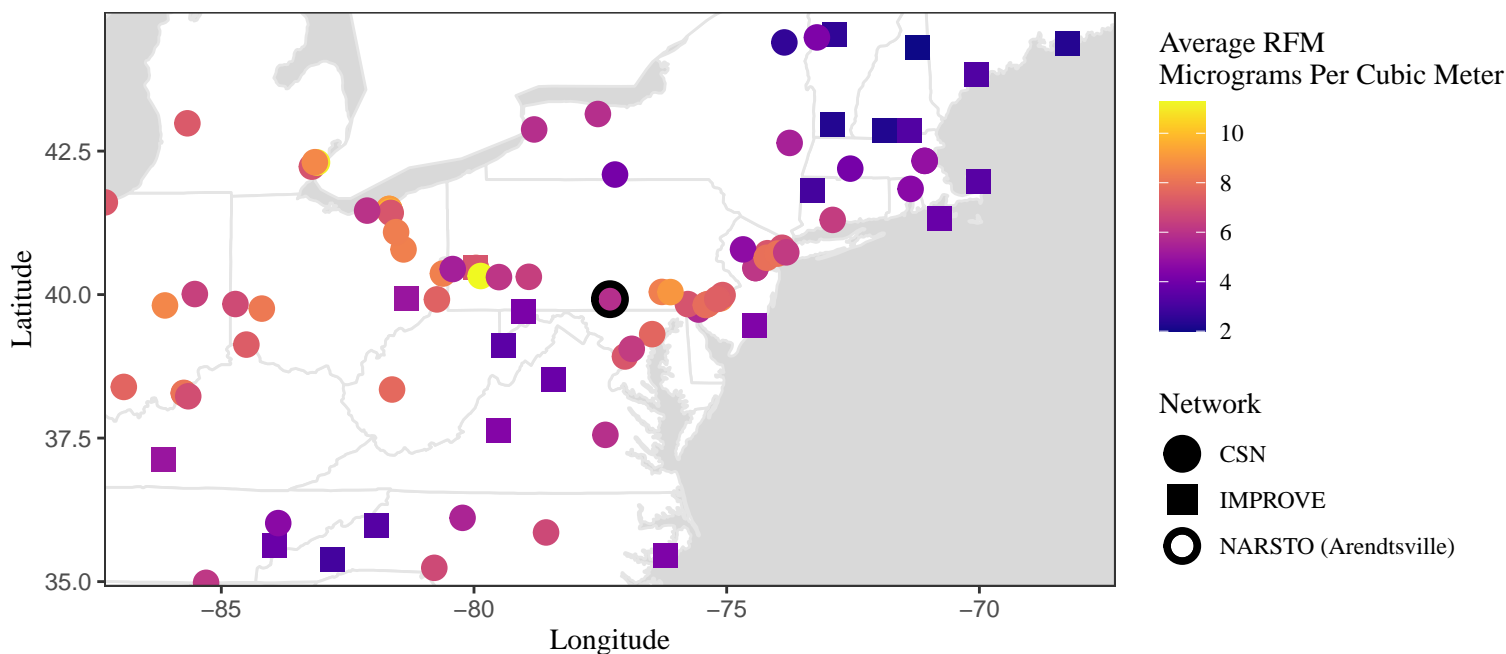 42.5
40.0
37.5
35.0
Latitude
−85
−80
−75
−70
Longitude
Average RFM
Micrograms Per Cubic Meter
10
8
6
4
2
Network
CSN
IMPROVE
NARSTO (Arendtsville)